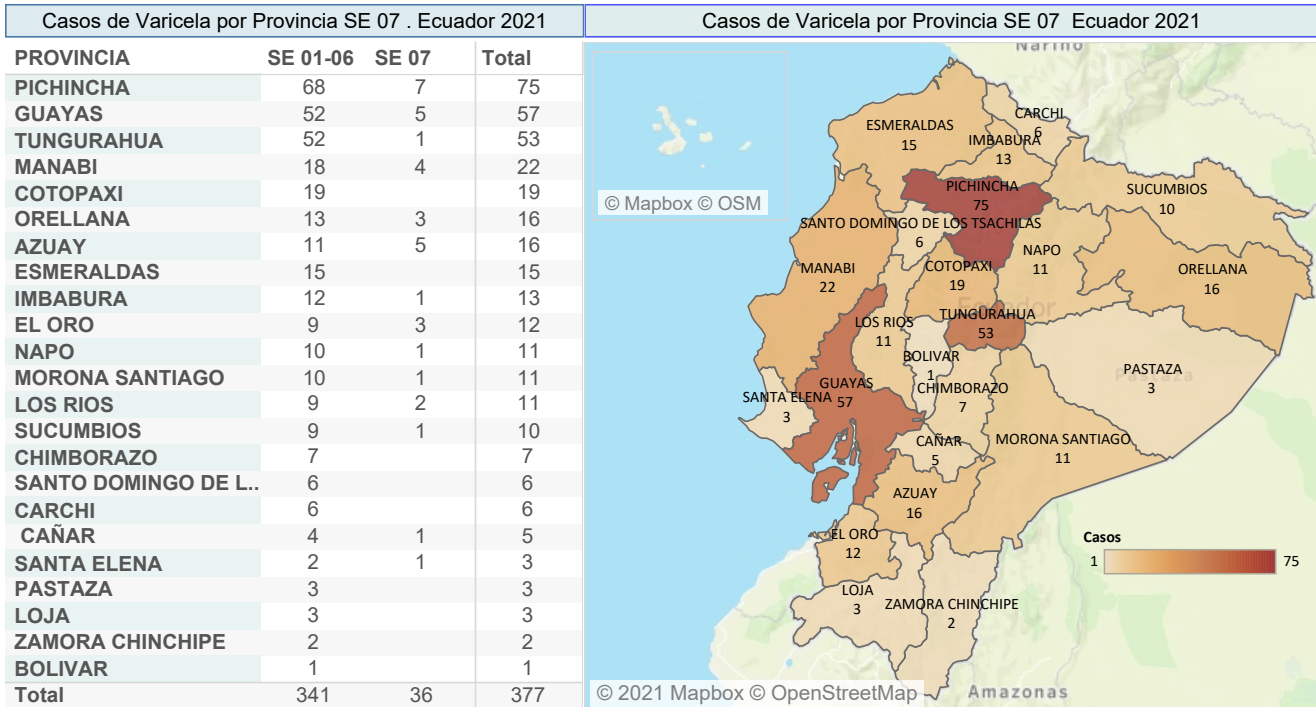 Casos de Varicela por Provincia SE 07 . Ecuador 2021
PROVINCIA SE 01-06 SE 07 Total
PICHINCHA 68 7 75
GUAYAS 52 5 57
TUNGURAHUA 52 1 53
MANABI 18 4 22
COTOPAXI 19 19
ORELLANA 13 3 16
AZUAY 11 5 16
ESMERALDAS 15 15
IMBABURA 12 1 13
EL ORO 9 3 12
NAPO 10 1 11
MORONA SANTIAGO 10 1 11
LOS RIOS 9 2 11
SUCUMBIOS 9 1 10
CHIMBORAZO 7 7
SANTO DOMINGO DE L.. 6 6
CARCHI 6 6
CAÑAR 4 1 5
SANTA ELENA 2 1 3
PASTAZA 3 3
LOJA 3 3
ZAMORA CHINCHIPE 2 2
BOLIVAR 1 1
Total 341 36 377
Casos de Varicela por Provincia SE 07 Ecuador 2021
Nariño
© Mapbox © OSM
CARCHI
6
ESMERALDAS
15
IMBABURA
13
PICHINCHA
75
SUCUMBIOS
10
SANTO DOMINGO DE LOS TSACHILAS
6
NAPO
11
MANABI
22
COTOPAXI
19
ORELLANA
16
Ecuador
TUNGURAHUA
53
LOS RIOS
11
BOLIVAR
1
PASTAZA
3
Pastaza
GUAYAS
57
CHIMBORAZO
7
SANTA ELENA
3
CAÑAR
5
MORONA SANTIAGO
11
AZUAY
16
EL ORO
12
Casos
1 75
LOJA
3
ZAMORA CHINCHIPE
2
© 2021 Mapbox © OpenStreetMap
Amazonas